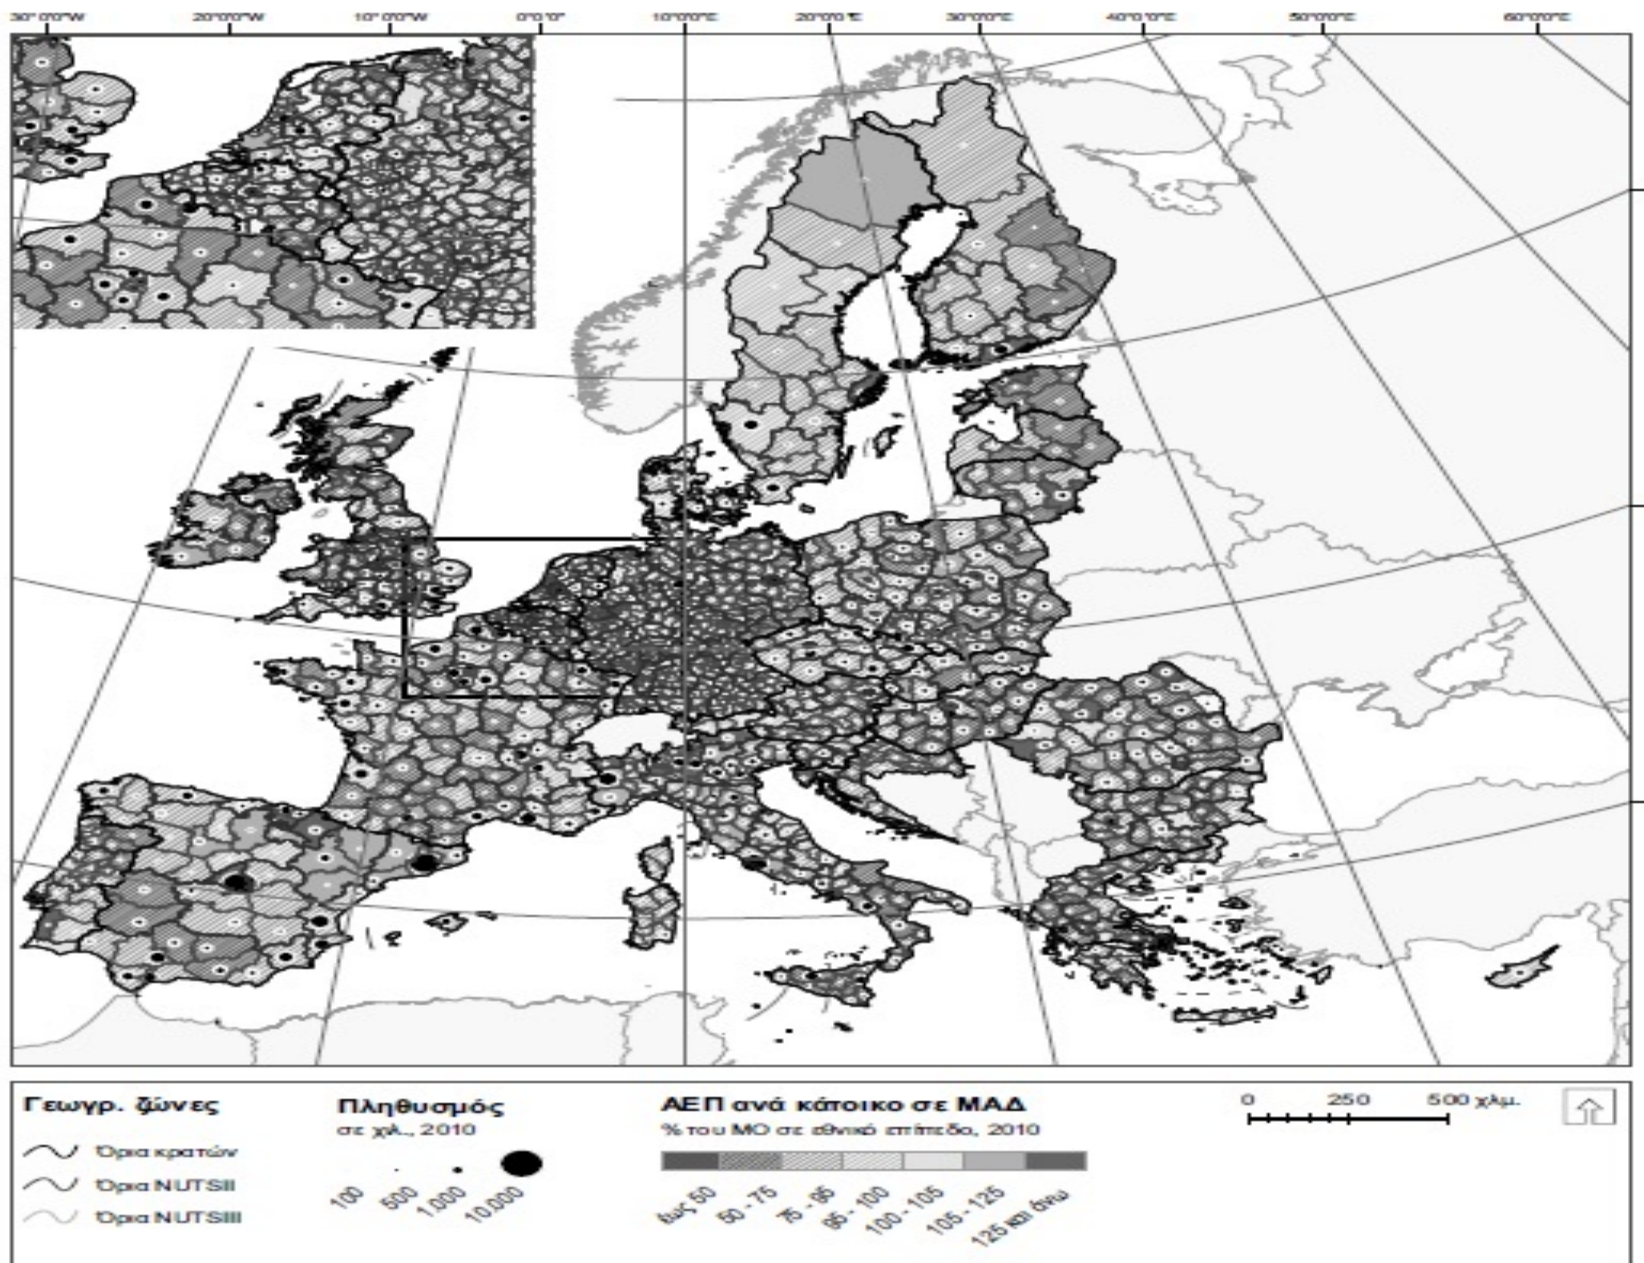 30°0'0"W 20°0'0"W 10°0'0"W 0°0'0" 10°0'0"E 20°0'0"E 30°0'0"E 40°0'0"E 50°0'0"E 60°0'0"E
Γεωγρ. ζώνες
Όρια κρατών
Όρια NUTSII
Όρια NUTSIII
Πληθυσμός
σε χιλ., 2010
100 500 1.000 10.000
ΑΕΠ ανά κάτοικο σε ΜΑΔ
% του ΜΟ σε εθνικό επίπεδο, 2010
έως 50 50 - 75 75 - 95 95 - 100 100 - 105 105 - 125 125 και άνω
0 250 500 χλμ.